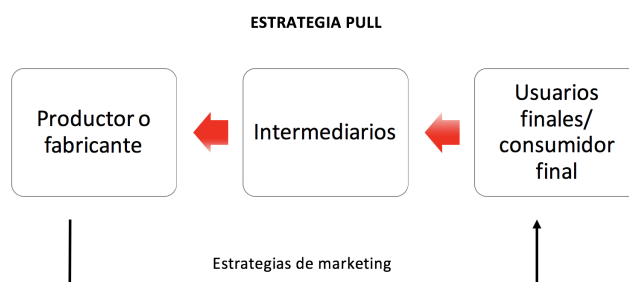 ESTRATEGIA PULL
Productor o
fabricante
Intermediarios
Usuarios
finales/
consumidor
final
Estrategias de marketing